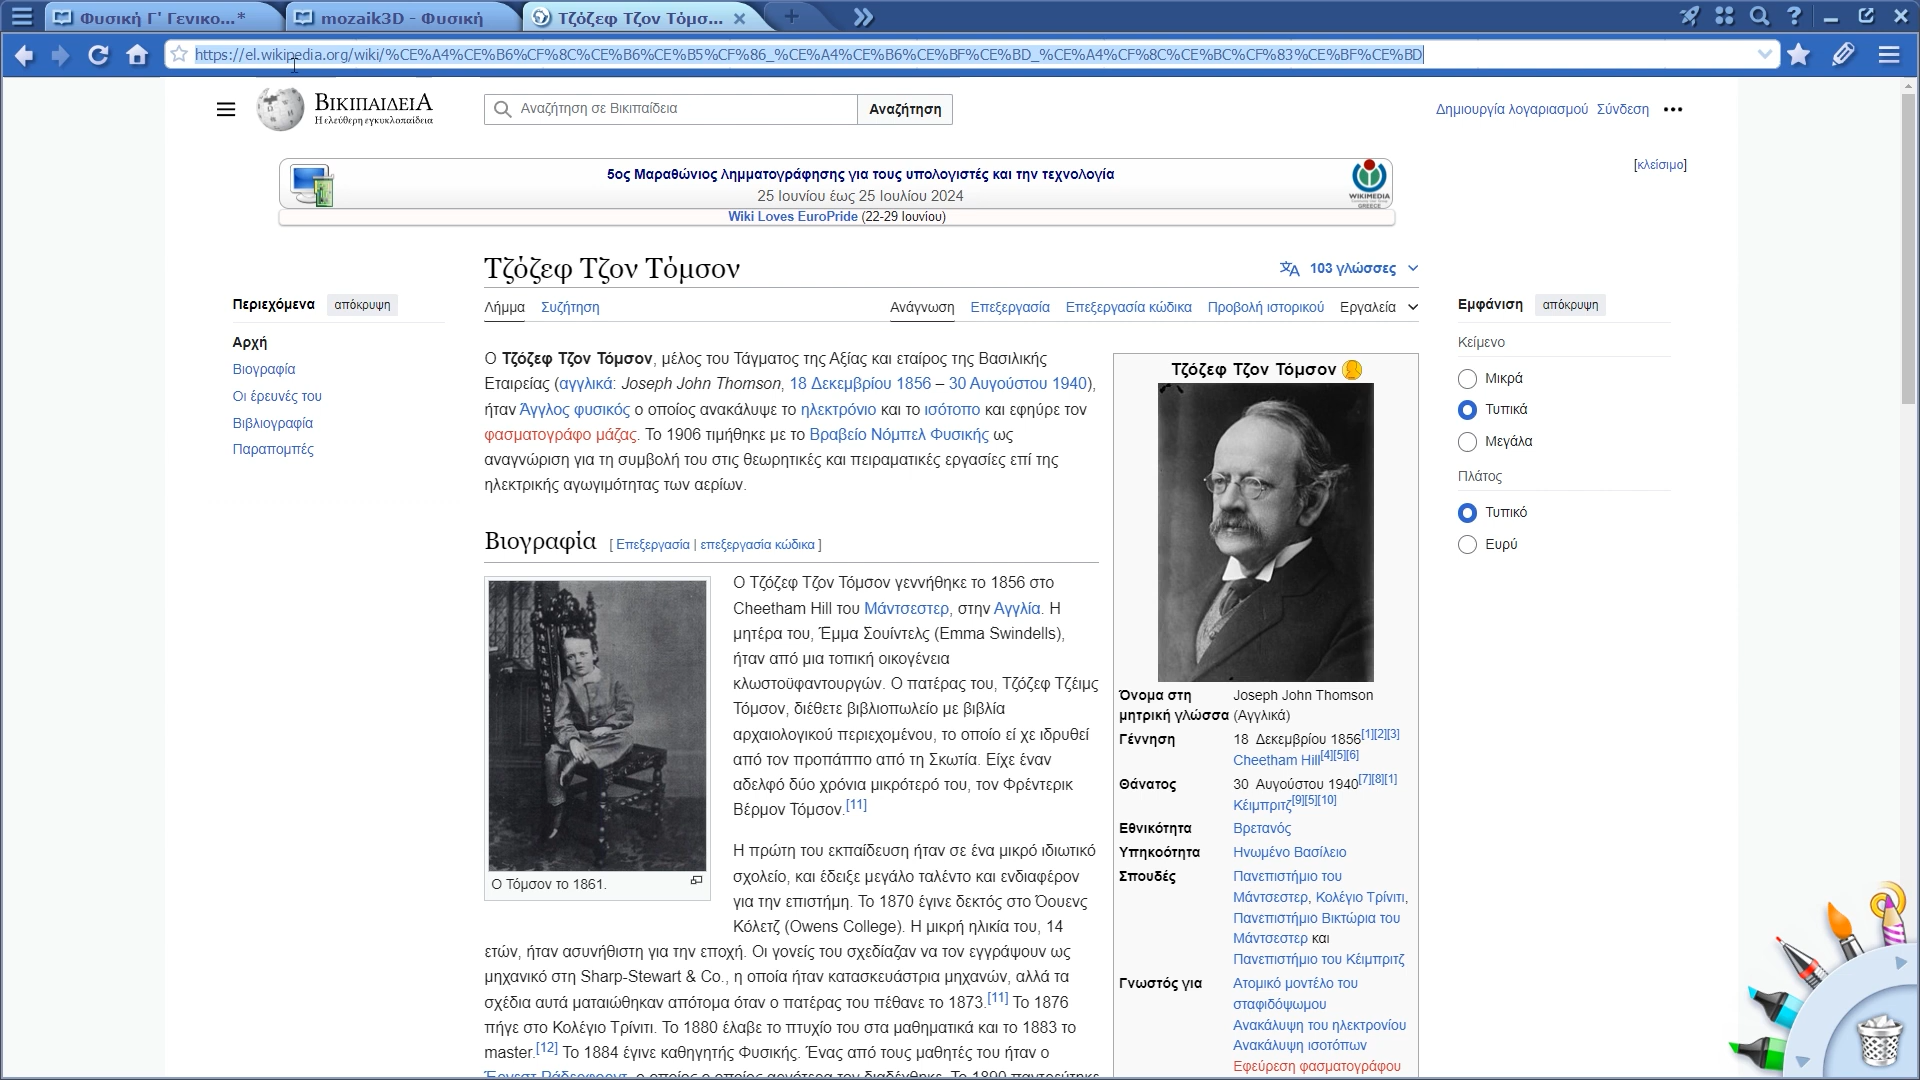 Φυσική Γ' Γενικο...*
mozaik3D - Φυσική
Τζόζεφ Τζον Τόμσ...
https://el.wikipedia.org/wiki/%CE%A4%CE%B6%CF%8C%CE%B6%CE%B5%CF%86_%CE%A4%CE%B6%CE%BF%CE%BD_%CE%A4%CF%8C%CE%BC%CF%83%CE%BF%CE%BD
ΒΙΚΙΠΑΙΔΕΙΑ
Η ελεύθερη εγκυκλοπαίδεια
Αναζήτηση σε Βικιπαίδεια
Αναζήτηση
Δημιουργία λογαριασμού Σύνδεση
5ος Μαραθώνιος Λημματογράφησης για τους υπολογιστές και την τεχνολογία
25 Ιουνίου έως 25 Ιουλίου 2024
WIKIMEDIA
GREECE
[κλείσιμο]
Wiki Loves EuroPride (22-29 Ιουνίου)
Τζόζεφ Τζον Τόμσον
103 γλώσσες
Περιεχόμενα απόκρυψη
Αρχή
Βιογραφία
Οι έρευνές του
Βιβλιογραφία
Παραπομπές
Λήμμα Συζήτηση
Ανάγνωση Επεξεργασία Επεξεργασία κώδικα Προβολή ιστορικού Εργαλεία
Ο Τζόζεφ Τζον Τόμσον, μέλος του Τάγματος της Αξίας και εταίρος της Βασιλικής
Εταιρείας (αγγλικά: Joseph John Thomson, 18 Δεκεμβρίου 1856 – 30 Αυγούστου 1940),
ήταν Άγγλος φυσικός ο οποίος ανακάλυψε το ηλεκτρόνιο και το ισότοπο και εφηύρε τον
φασματογράφο μάζας. Το 1906 τιμήθηκε με το Βραβείο Νόμπελ Φυσικής ως
αναγνώριση για τη συμβολή του στις θεωρητικές και πειραματικές εργασίες επί της
ηλεκτρικής αγωγιμότητας των αερίων.
Βιογραφία [ Επεξεργασία | επεξεργασία κώδικα ]
Ο Τόμσον το 1861.
Ο Τζόζεφ Τζον Τόμσον γεννήθηκε το 1856 στο
Cheetham Hill του Μάντσεστερ, στην Αγγλία. Η
μητέρα του, Έμμα Σουίντελς (Emma Swindells),
ήταν από μια τοπική οικογένεια
κλωστοϋφαντουργών. Ο πατέρας του, Τζόζεφ Τζέιμς
Τόμσον, διέθετε βιβλιοπωλείο με βιβλία
αρχαιολογικού περιεχομένου, το οποίο εί χε ιδρυθεί
από τον προπάππο από τη Σκωτία. Είχε έναν
αδελφό δύο χρόνια μικρότερό του, τον Φρέντερικ
Βέρμον Τόμσον.[11]
Η πρώτη του εκπαίδευση ήταν σε ένα μικρό ιδιωτικό
σχολείο, και έδειξε μεγάλο ταλέντο και ενδιαφέρον
για την επιστήμη. Το 1870 έγινε δεκτός στο Όουενς
Κόλετζ (Owens College). Η μικρή ηλικία του, 14
ετών, ήταν ασυνήθιστη για την εποχή. Οι γονείς του σχεδίαζαν να τον εγγράψουν ως
μηχανικό στη Sharp-Stewart & Co., η οποία ήταν κατασκευάστρια μηχανών, αλλά τα
σχέδια αυτά ματαιώθηκαν απότομα όταν ο πατέρας του πέθανε το 1873.[11] Το 1876
πήγε στο Κολέγιο Τρίνιτι. Το 1880 έλαβε το πτυχίο του στα μαθηματικά και το 1883 το
master.[12] Το 1884 έγινε καθηγητής Φυσικής. Ένας από τους μαθητές του ήταν ο
Τζόζεφ Τζον Τόμσον
Όνομα στη μητρική γλώσσα Joseph John Thomson (Αγγλικά)
Γέννηση 18 Δεκεμβρίου 1856[1][2][3]
Cheetham Hill[4][5][6]
Θάνατος 30 Αυγούστου 1940[7][8][1]
Κέιμπριτζ[9][5][10]
Εθνικότητα Βρετανός
Υπηκοότητα Ηνωμένο Βασίλειο
Σπουδές Πανεπιστήμιο του
Μάντσεστερ, Κολέγιο Τρίνιτι,
Πανεπιστήμιο Βικτώρια του
Μάντσεστερ και
Πανεπιστήμιο του Κέιμπριτζ
Γνωστός για Ατομικό μοντέλο του
σταφιδόψωμου
Ανακάλυψη του ηλεκτρονίου
Ανακάλυψη ισοτόπων
Εφεύρεση φασματογράφου
Εμφάνιση απόκρυψη
Κείμενο
Μικρά
Τυπικά
Μεγάλα
Πλάτος
Τυπικό
Ευρύ